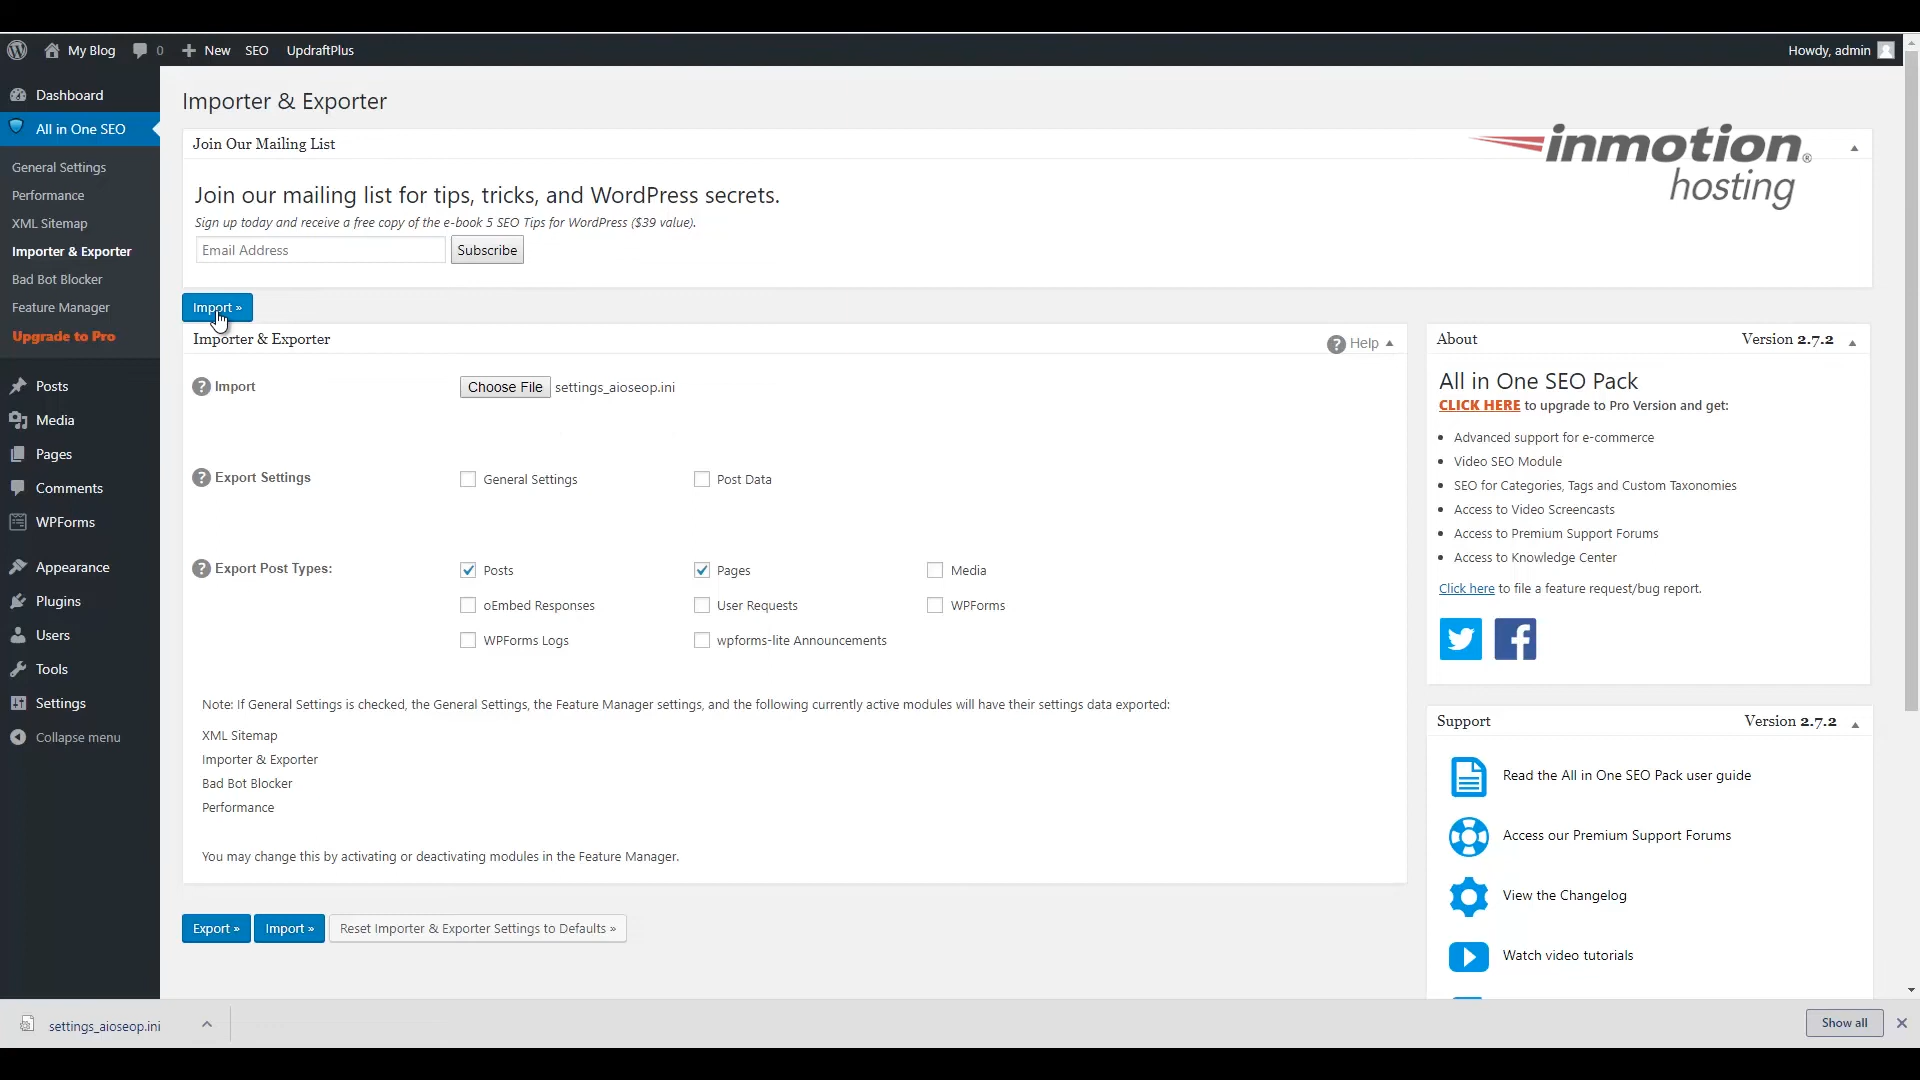 My Blog 0 New SEO UpdraftPlus Howdy, admin
Dashboard
All in One SEO
General Settings
Performance
XML Sitemap
Importer & Exporter
Bad Bot Blocker
Feature Manager
Upgrade to Pro
Posts
Media
Pages
Comments
WPForms
Appearance
Plugins
Users
Tools
Settings
Collapse menu
Importer & Exporter
Join Our Mailing List
inmotion®
hosting
Join our mailing list for tips, tricks, and WordPress secrets.
Sign up today and receive a free copy of the e-book 5 SEO Tips for WordPress ($39 value).
Email Address Subscribe
Import »
Importer & Exporter Help
Import Choose File settings_aioseop.ini
Export Settings General Settings Post Data
Export Post Types: Posts Pages Media
oEmbed Responses User Requests WPForms
WPForms Logs wpforms-lite Announcements
Note: If General Settings is checked, the General Settings, the Feature Manager settings, and the following currently active modules will have their settings data exported:
XML Sitemap
Importer & Exporter
Bad Bot Blocker
Performance
You may change this by activating or deactivating modules in the Feature Manager.
Export » Import » Reset Importer & Exporter Settings to Defaults »
About Version 2.7.2
All in One SEO Pack
CLICK HERE to upgrade to Pro Version and get:
Advanced support for e-commerce
Video SEO Module
SEO for Categories, Tags and Custom Taxonomies
Access to Video Screencasts
Access to Premium Support Forums
Access to Knowledge Center
Click here to file a feature request/bug report.
Support Version 2.7.2
Read the All in One SEO Pack user guide
Access our Premium Support Forums
View the Changelog
Watch video tutorials
settings_aioseop.ini Show all